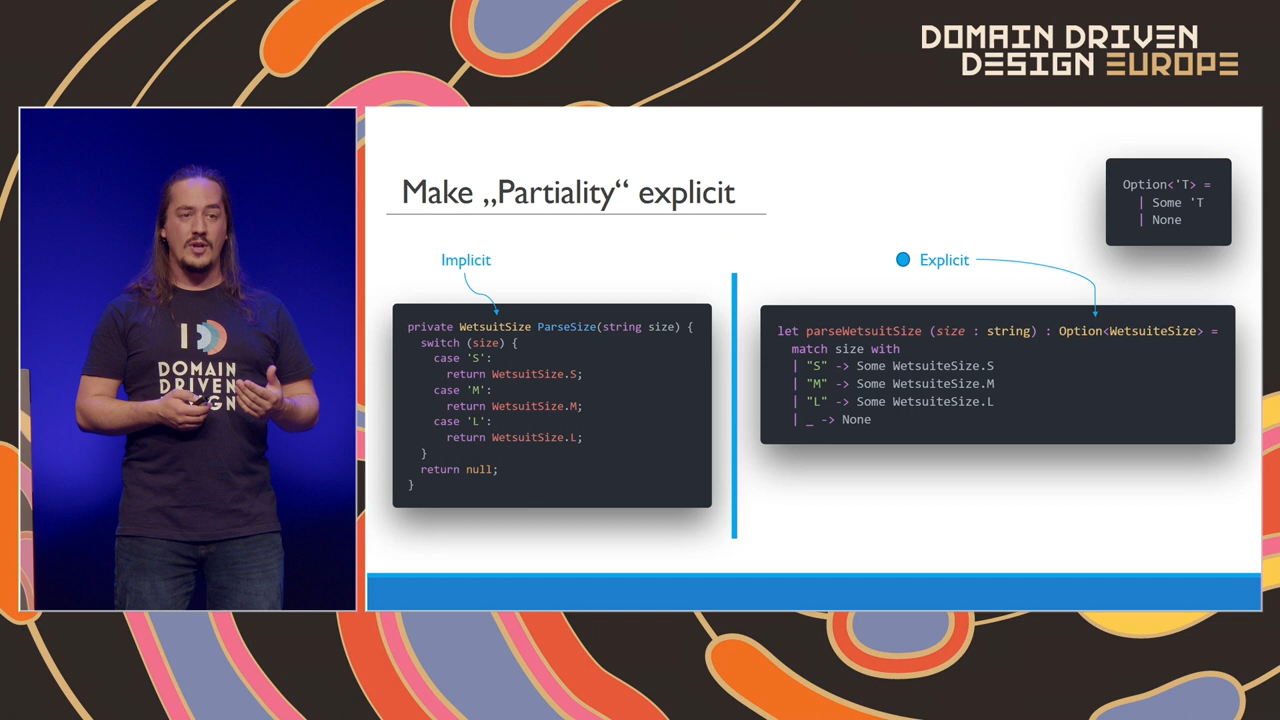 DOMAIN DRIVEN
DESIGN EUROPE
DOMAIN
DRIVEN
Make „Partiality“ explicit
Option<'T> =
| Some 'T
| None
Implicit
private WetsuitSize ParseSize(string size) {
switch (size) {
case 'S':
return WetsuitSize.S;
case 'M':
return WetsuitSize.M;
case 'L':
return WetsuitSize.L;
}
return null;
}
Explicit
let parseWetsuitSize (size : string) : Option<WetsuiteSize> =
match size with
| "S" -> Some WetsuiteSize.S
| "M" -> Some WetsuiteSize.M
| "L" -> Some WetsuiteSize.L
| _ -> None